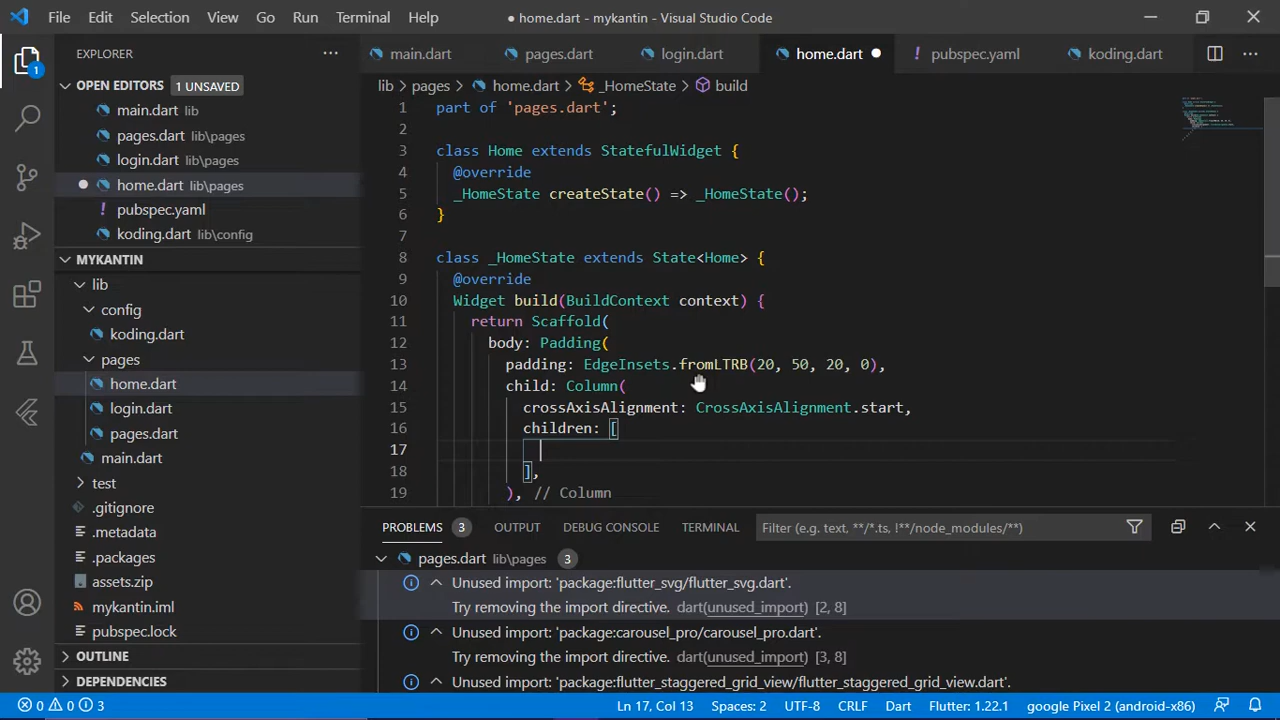 File Edit Selection View Go Run Terminal Help ● home.dart - mykantin - Visual Studio Code
EXPLORER
main.dart pages.dart login.dart home.dart ● ! pubspec.yaml koding.dart
OPEN EDITORS 1 UNSAVED
main.dart lib
pages.dart lib\pages
login.dart lib\pages
● home.dart lib\pages
! pubspec.yaml
koding.dart lib\config
MYKANTIN
lib
config
koding.dart
pages
home.dart
login.dart
pages.dart
main.dart
test
.gitignore
.metadata
.packages
assets.zip
mykantin.iml
pubspec.lock
OUTLINE
DEPENDENCIES
1
lib > pages > home.dart > _HomeState > build
1 part of 'pages.dart';
2
3 class Home extends StatefulWidget {
4 @override
5 _HomeState createState() => _HomeState();
6 }
7
8 class _HomeState extends State<Home> {
9 @override
10 Widget build(BuildContext context) {
11 return Scaffold(
12 body: Padding(
13 padding: EdgeInsets.fromLTRB(20, 50, 20, 0),
14 child: Column(
15 crossAxisAlignment: CrossAxisAlignment.start,
16 children: [
17
18 ],
19 ), // Column
PROBLEMS 3 OUTPUT DEBUG CONSOLE TERMINAL Filter (e.g. text, **/*.ts, !**/node_modules/**)
pages.dart lib\pages 3
Unused import: 'package:flutter_svg/flutter_svg.dart'.
Try removing the import directive. dart(unused_import) [2, 8]
Unused import: 'package:carousel_pro/carousel_pro.dart'.
Try removing the import directive. dart(unused_import) [3, 8]
Unused import: 'package:flutter_staggered_grid_view/flutter_staggered_grid_view.dart'.
0 0 3 Ln 17, Col 13 Spaces: 2 UTF-8 CRLF Dart Flutter: 1.22.1 google Pixel 2 (android-x86)